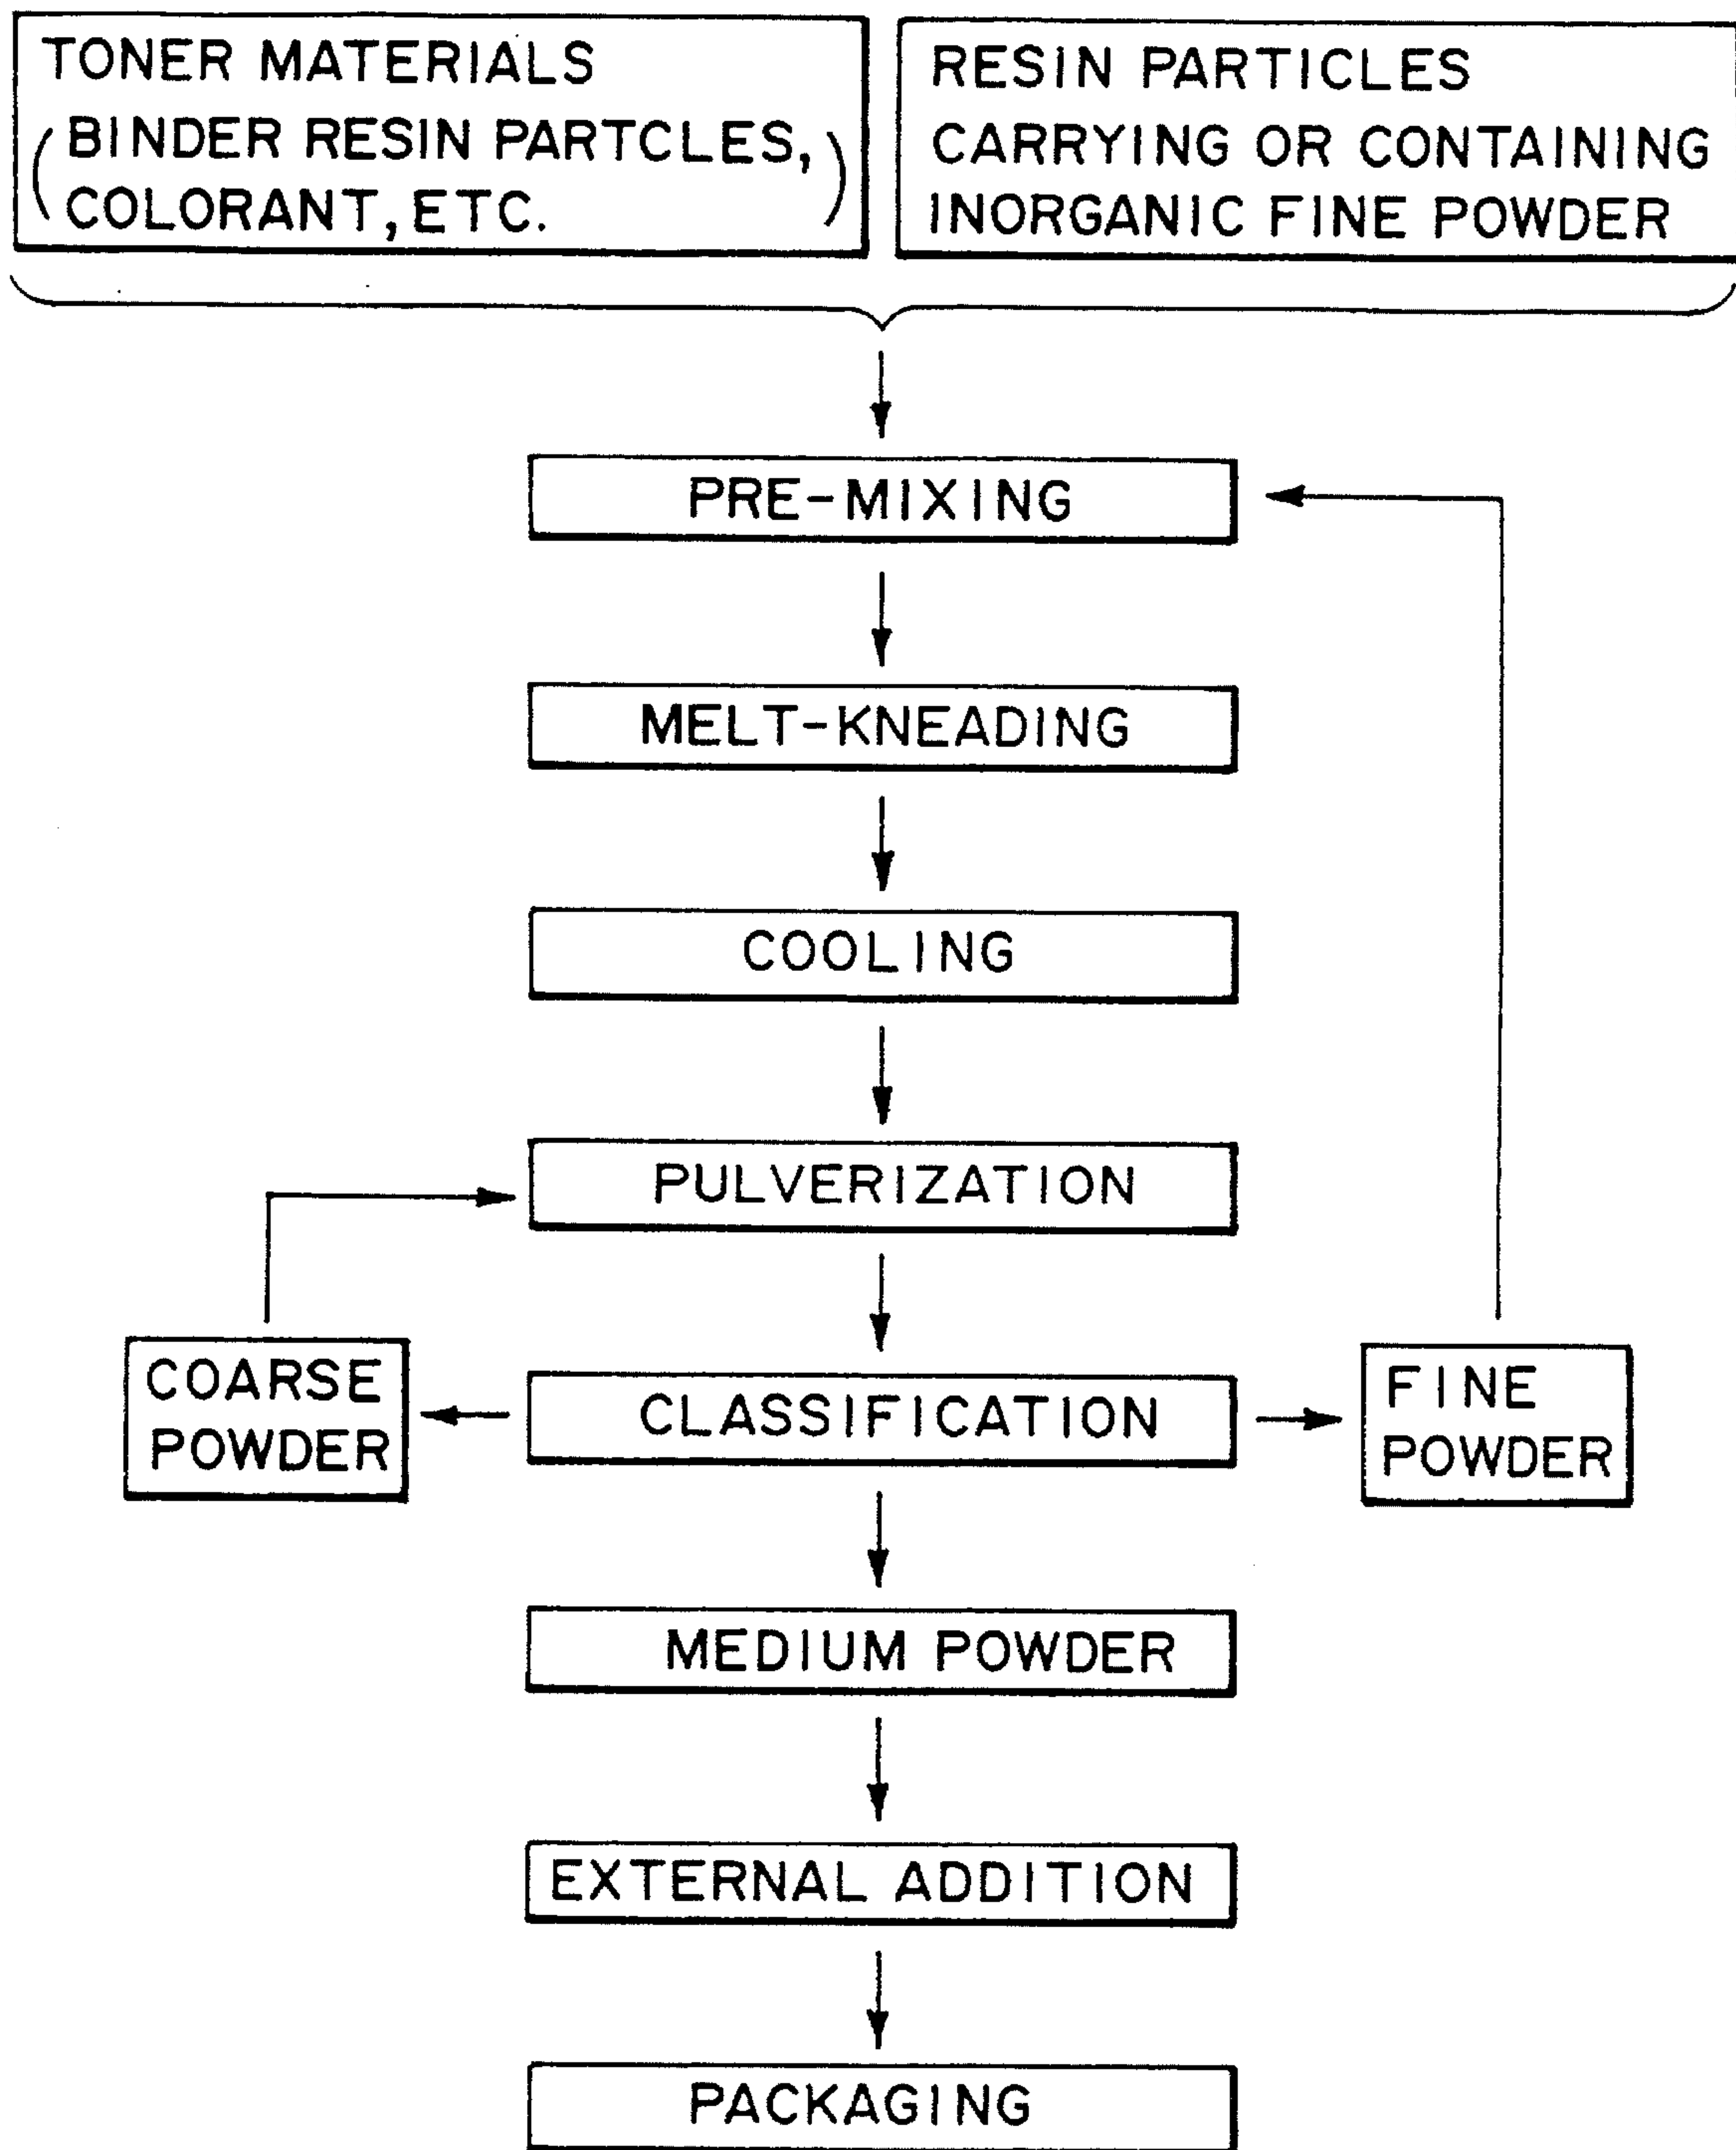 TONER MATERIALS
(BINDER RESIN PARTCLES,
COLORANT, ETC.)
RESIN PARTICLES
CARRYING OR CONTAINING
INORGANIC FINE POWDER
PRE-MIXING
MELT-KNEADING
COOLING
PULVERIZATION
COARSE
POWDER
CLASSIFICATION
FINE
POWDER
MEDIUM POWDER
EXTERNAL ADDITION
PACKAGING